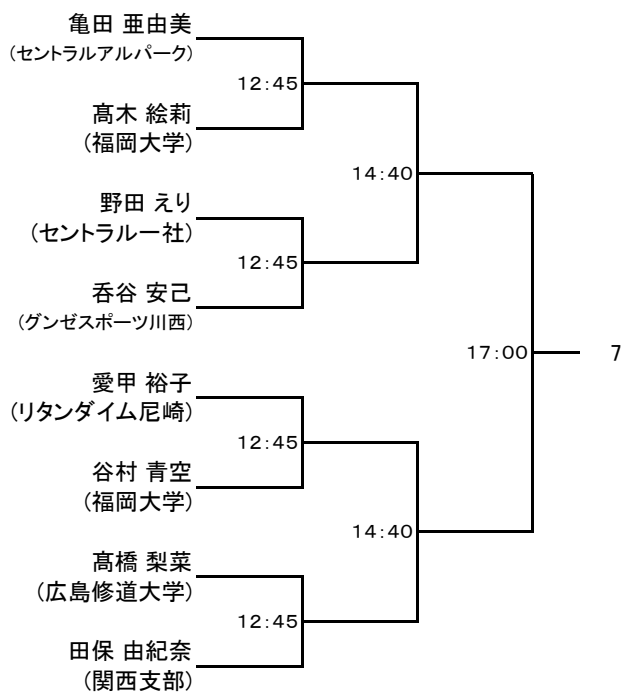 亀田 亜由美
(セントラルアルパーク)
12:45
髙木 絵莉
(福岡大学)
14:40
野田 えり
(セントラル一社)
12:45
呑谷 安己
(グンゼスポーツ川西)
17:00
7
愛甲 裕子
(リタンダイム尼崎)
12:45
谷村 青空
(福岡大学)
14:40
髙橋 梨菜
(広島修道大学)
12:45
田保 由紀奈
(関西支部)